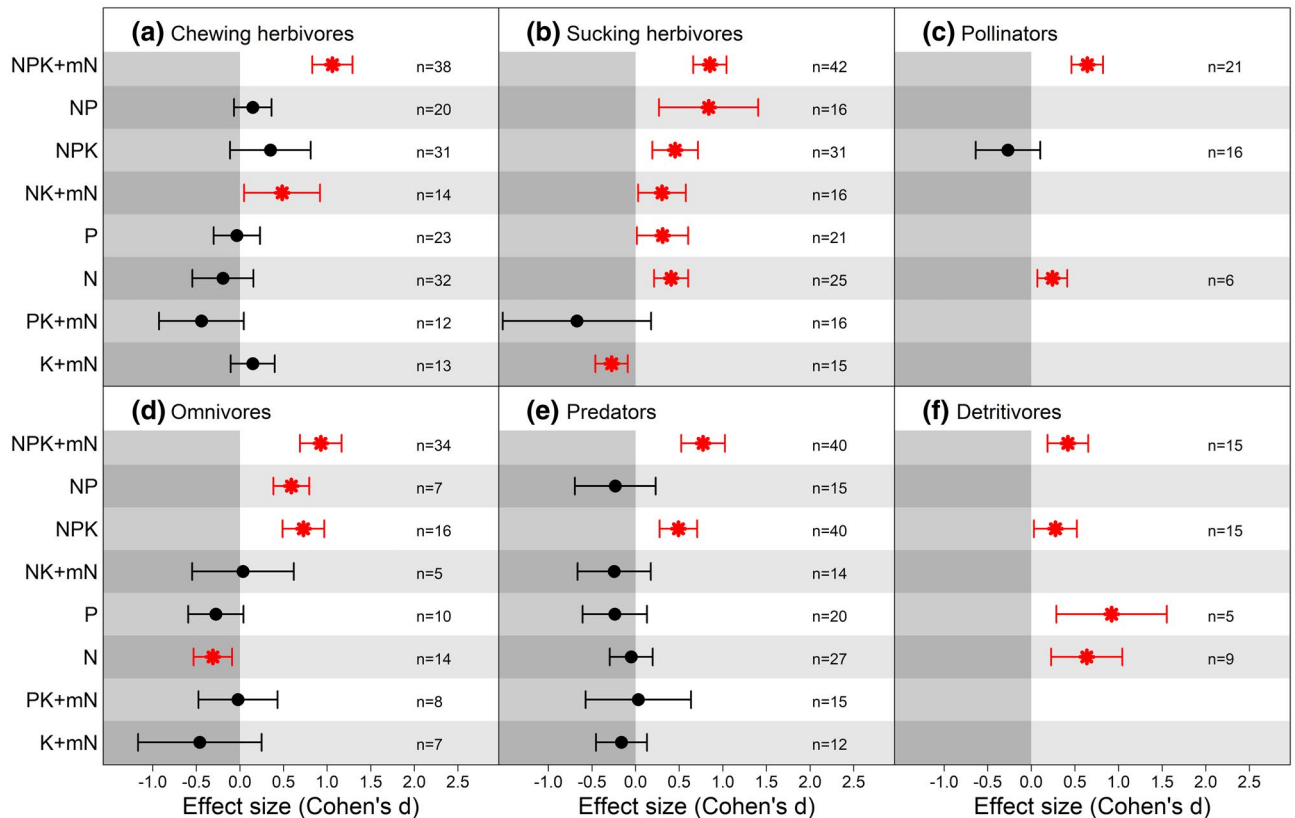 (a) Chewing herbivores
(b) Sucking herbivores
(c) Pollinators
NPK+mN n=38 n=42 n=21
NP n=20 n=16
NPK n=31 n=31 n=16
NK+mN n=14 n=16
P n=23 n=21
N n=32 n=25 n=6
PK+mN n=12 n=16
K+mN n=13 n=15
(d) Omnivores
(e) Predators
(f) Detritivores
NPK+mN n=34 n=40 n=15
NP n=7 n=15
NPK n=16 n=40 n=15
NK+mN n=5 n=14
P n=10 n=20 n=5
N n=14 n=27 n=9
PK+mN n=8 n=15
K+mN n=7 n=12
-1.0 -0.5 0.0 0.5 1.0 1.5 2.0 2.5
-1.0 -0.5 0.0 0.5 1.0 1.5 2.0 2.5
-1.0 -0.5 0.0 0.5 1.0 1.5 2.0 2.5
Effect size (Cohen's d)
Effect size (Cohen's d)
Effect size (Cohen's d)